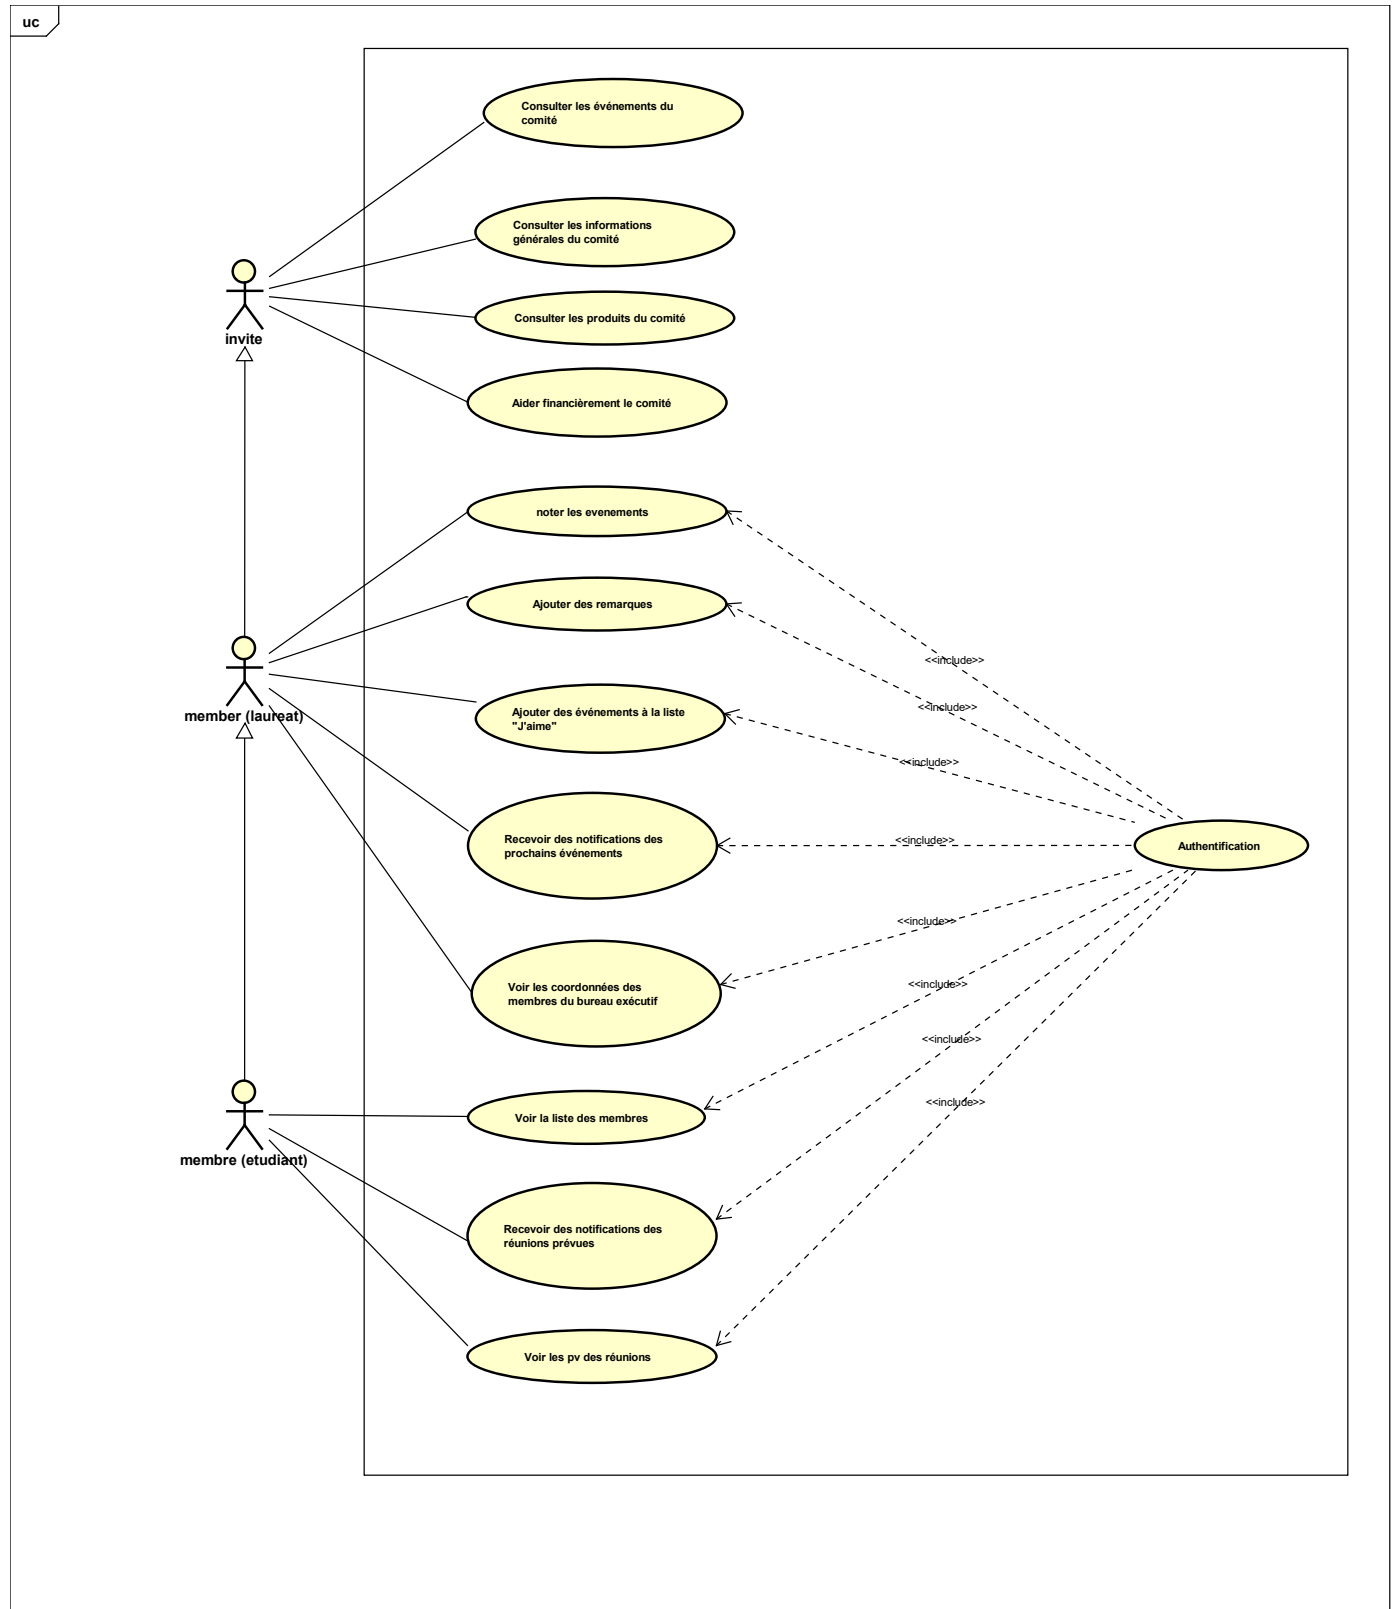 uc
Consulter les événements du
comité
Consulter les informations
générales du comité
Consulter les produits du comité
invite
Aider financièrement le comité
noter les evenements
Ajouter des remarques
<<include>>
<<include>>
member (laureat)
Ajouter des événements à la liste
"J'aime"
<<include>>
Recevoir des notifications des
prochains événements
<<include>>
Authentification
<<include>>
Voir les coordonnées des
membres du bureau exécutif
<<include>>
<<include>>
<<include>>
Voir la liste des membres
membre (etudiant)
Recevoir des notifications des
réunions prévues
Voir les pv des réunions